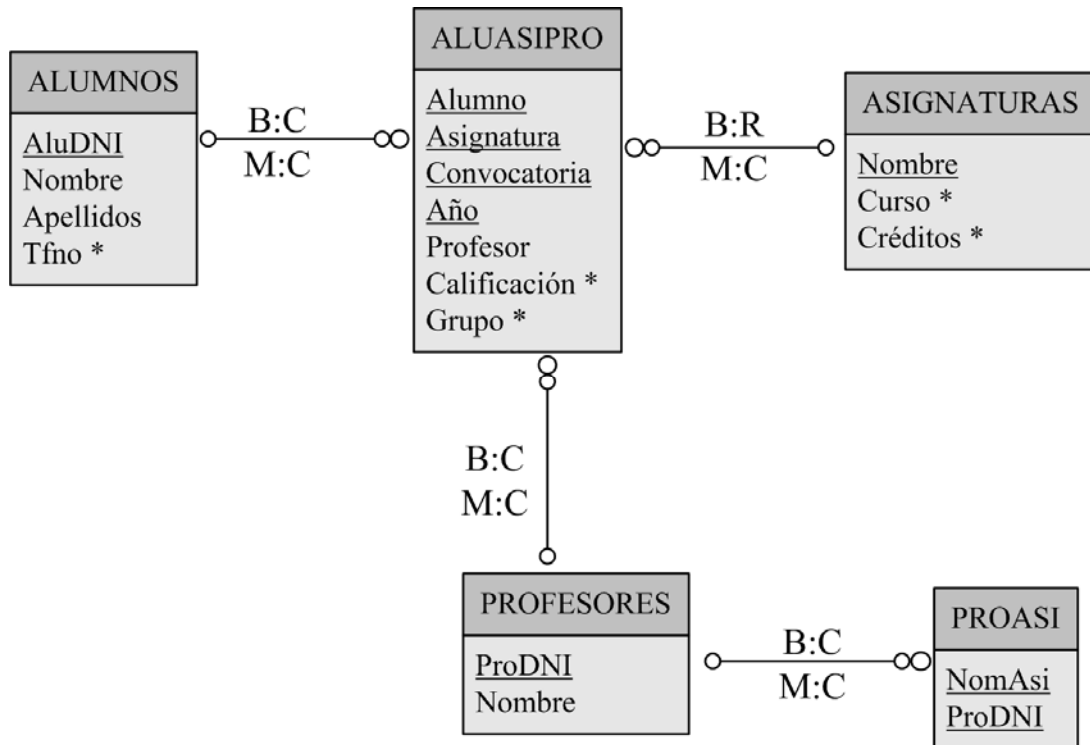 ALUMNOS
AluDNI
Nombre
Apellidos
Tfno *
B:C
M:C
ALUASIPRO
Alumno
Asignatura
Convocatoria
Año
Profesor
Calificación *
Grupo *
B:R
M:C
ASIGNATURAS
Nombre
Curso *
Créditos *
B:C
M:C
PROFESORES
ProDNI
Nombre
B:C
M:C
PROASI
NomAsi
ProDNI